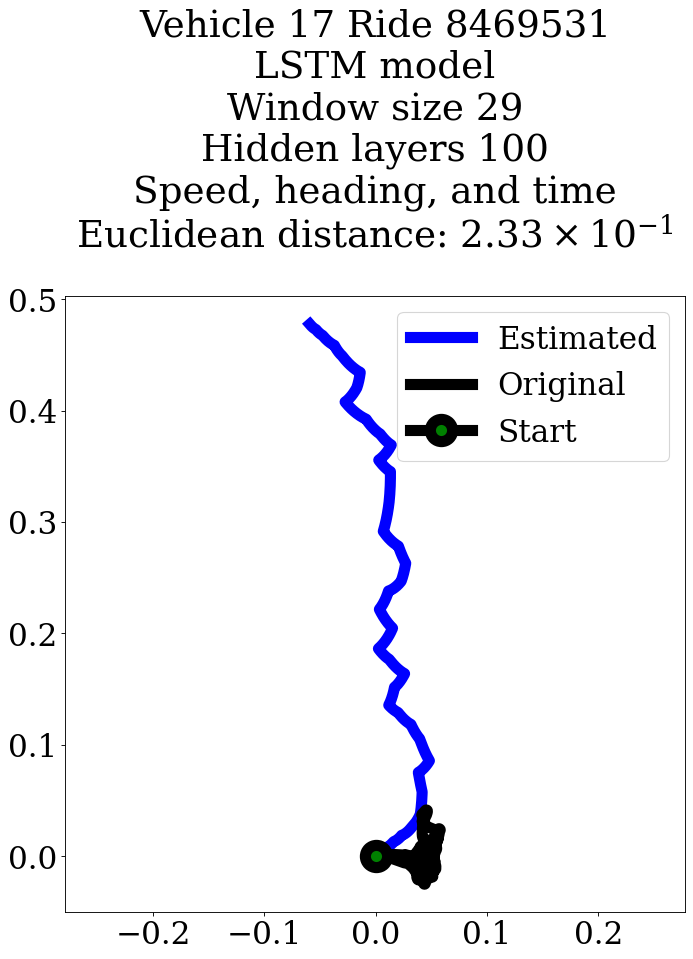 Vehicle 17 Ride 8469531
LSTM model
Window size 29
Hidden layers 100
Speed, heading, and time
Euclidean distance: 2.33 × 10⁻¹
0.5
0.4
0.3
0.2
0.1
0.0
Estimated
Original
Start
−0.2
−0.1
0.0
0.1
0.2